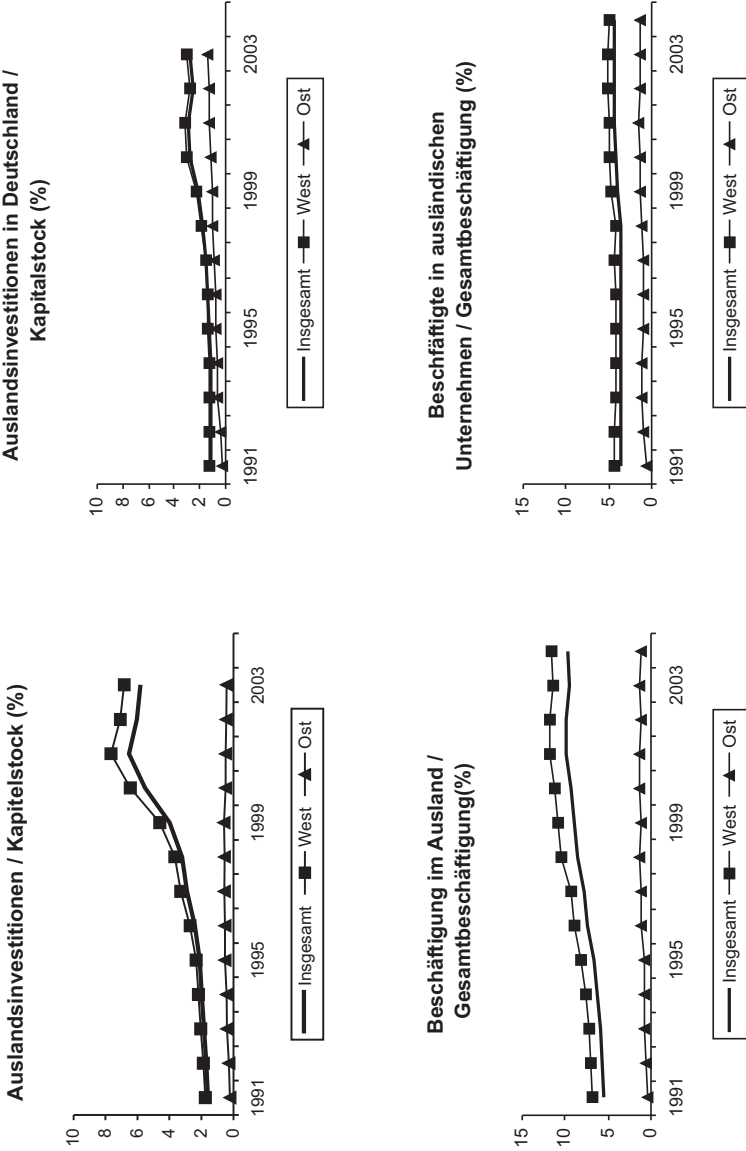 Auslandsinvestitionen / Kapitelstock (%)
10
8
6
4
2
0
1991
1995
1999
2003
Insgesamt
West
Ost
Auslandsinvestitionen in Deutschland /
Kapitalstock (%)
10
8
6
4
2
0
1991
1995
1999
2003
Insgesamt
West
Ost
Beschäftigung im Ausland /
Gesamtbeschäftigung(%)
15
10
5
0
1991
1995
1999
2003
Insgesamt
West
Ost
Beschfäftigte in ausländischen
Unternehmen / Gesamtbeschäftigung (%)
15
10
5
0
1991
1995
1999
2003
Insgesamt
West
Ost